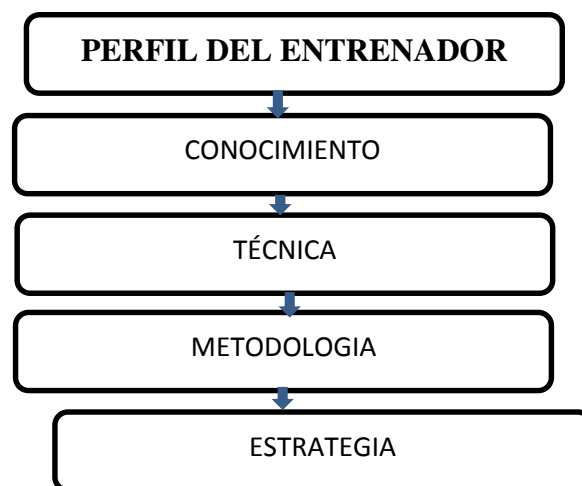 PERFIL DEL ENTRENADOR
CONOCIMIENTO
TÉCNICA
METODOLOGIA
ESTRATEGIA